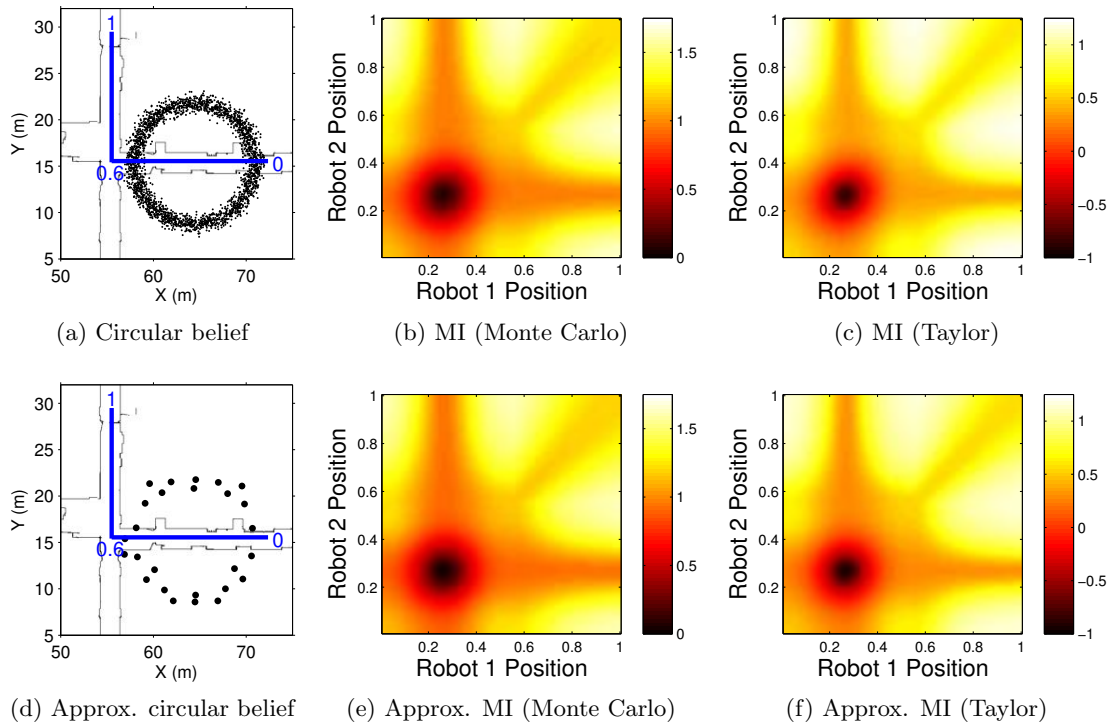 30
25
20
15
10
5
Y (m)
1
0.6
0
50 60 70
X (m)
(a) Circular belief
1
0.8
0.6
0.4
0.2
Robot 2 Position
0.2 0.4 0.6 0.8 1
Robot 1 Position
1.5
1
0.5
0
(b) MI (Monte Carlo)
1
0.8
0.6
0.4
0.2
Robot 2 Position
0.2 0.4 0.6 0.8 1
Robot 1 Position
1
0.5
0
−0.5
−1
(c) MI (Taylor)
30
25
20
15
10
5
Y (m)
1
0.6
0
50 60 70
X (m)
(d) Approx. circular belief
1
0.8
0.6
0.4
0.2
Robot 2 Position
0.2 0.4 0.6 0.8 1
Robot 1 Position
1.5
1
0.5
0
(e) Approx. MI (Monte Carlo)
1
0.8
0.6
0.4
0.2
Robot 2 Position
0.2 0.4 0.6 0.8 1
Robot 1 Position
1
0.5
0
−0.5
−1
(f) Approx. MI (Taylor)